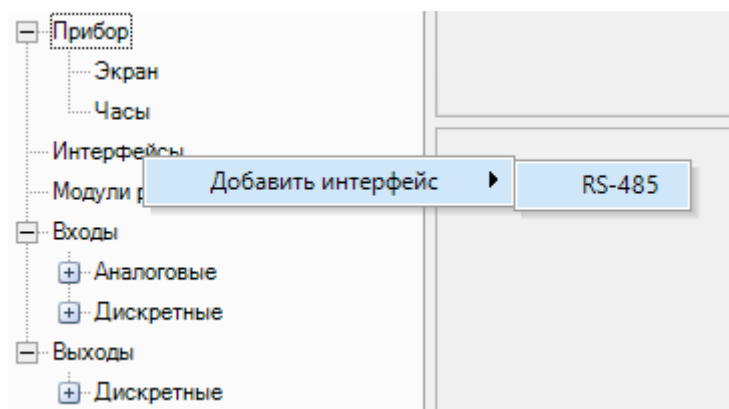 Прибор
Экран
Часы
Интерфейсы
Добавить интерфейс
RS-485
Модули
Входы
Аналоговые
Дискретные
Выходы
Дискретные